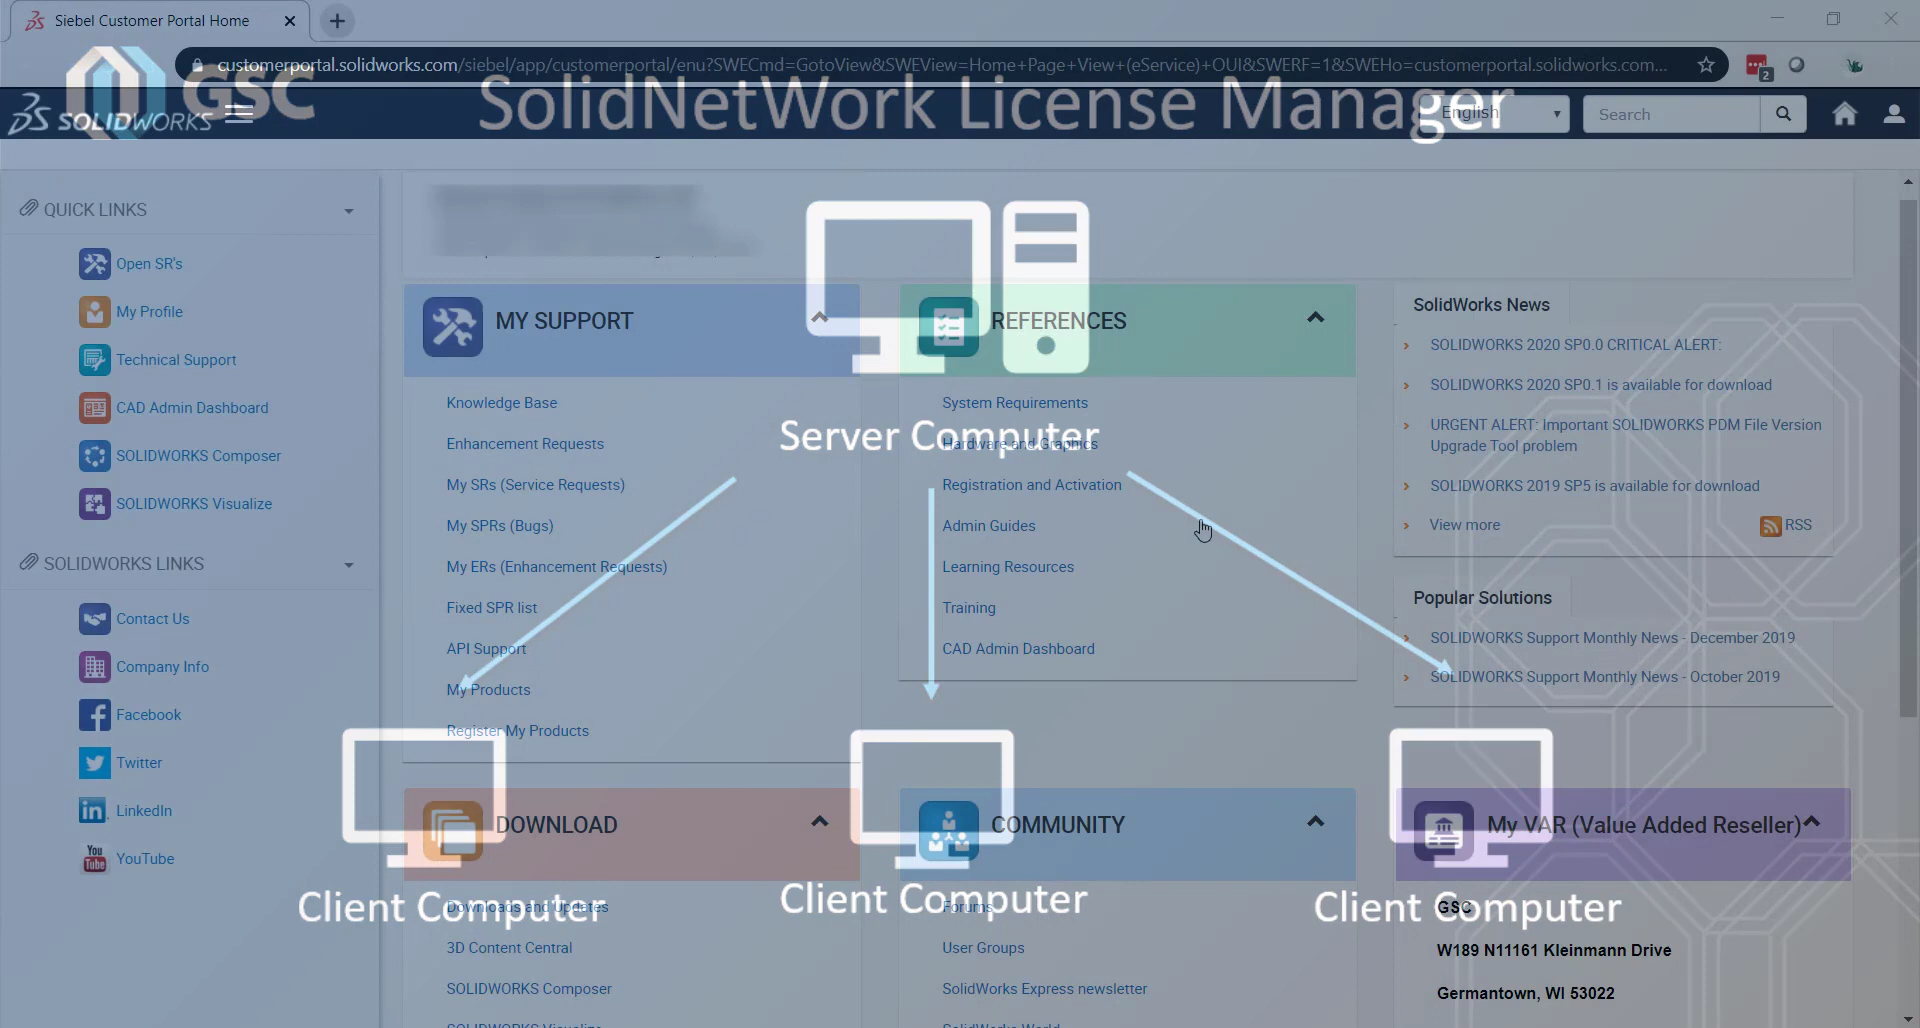 Siebel Customer Portal Home
customerportal.solidworks.com/siebel/app/customerportal/enu?SWECmd=GotoView&SWEView=Home+Page+View+(eService)+OUI&SWERF=1&SWEHo=customerportal.solidworks.com...
2
GSC
SolidNetWork License Manager
SOLIDWORKS
English
Search
QUICK LINKS
Open SR's
My Profile
Technical Support
CAD Admin Dashboard
SOLIDWORKS Composer
SOLIDWORKS Visualize
SOLIDWORKS LINKS
Contact Us
Company Info
Facebook
Twitter
LinkedIn
YouTube
MY SUPPORT
Knowledge Base
Enhancement Requests
My SRs (Service Requests)
My SPRs (Bugs)
My ERs (Enhancement Requests)
Fixed SPR list
API Support
My Products
Register My Products
REFERENCES
System Requirements
Server Computer
Hardware and Graphics
Registration and Activation
Admin Guides
Learning Resources
Training
CAD Admin Dashboard
SolidWorks News
SOLIDWORKS 2020 SP0.0 CRITICAL ALERT:
SOLIDWORKS 2020 SP0.1 is available for download
URGENT ALERT: Important SOLIDWORKS PDM File Version
Upgrade Tool problem
SOLIDWORKS 2019 SP5 is available for download
View more
RSS
Popular Solutions
SOLIDWORKS Support Monthly News - December 2019
SOLIDWORKS Support Monthly News - October 2019
DOWNLOAD
Client Computer
Downloads and Updates
3D Content Central
SOLIDWORKS Composer
SOLIDWORKS Visualize
COMMUNITY
Client Computer
Forums
User Groups
SolidWorks Express newsletter
SolidWorks World
My VAR (Value Added Reseller)
Client Computer
GSC
W189 N11161 Kleinmann Drive
Germantown, WI 53022